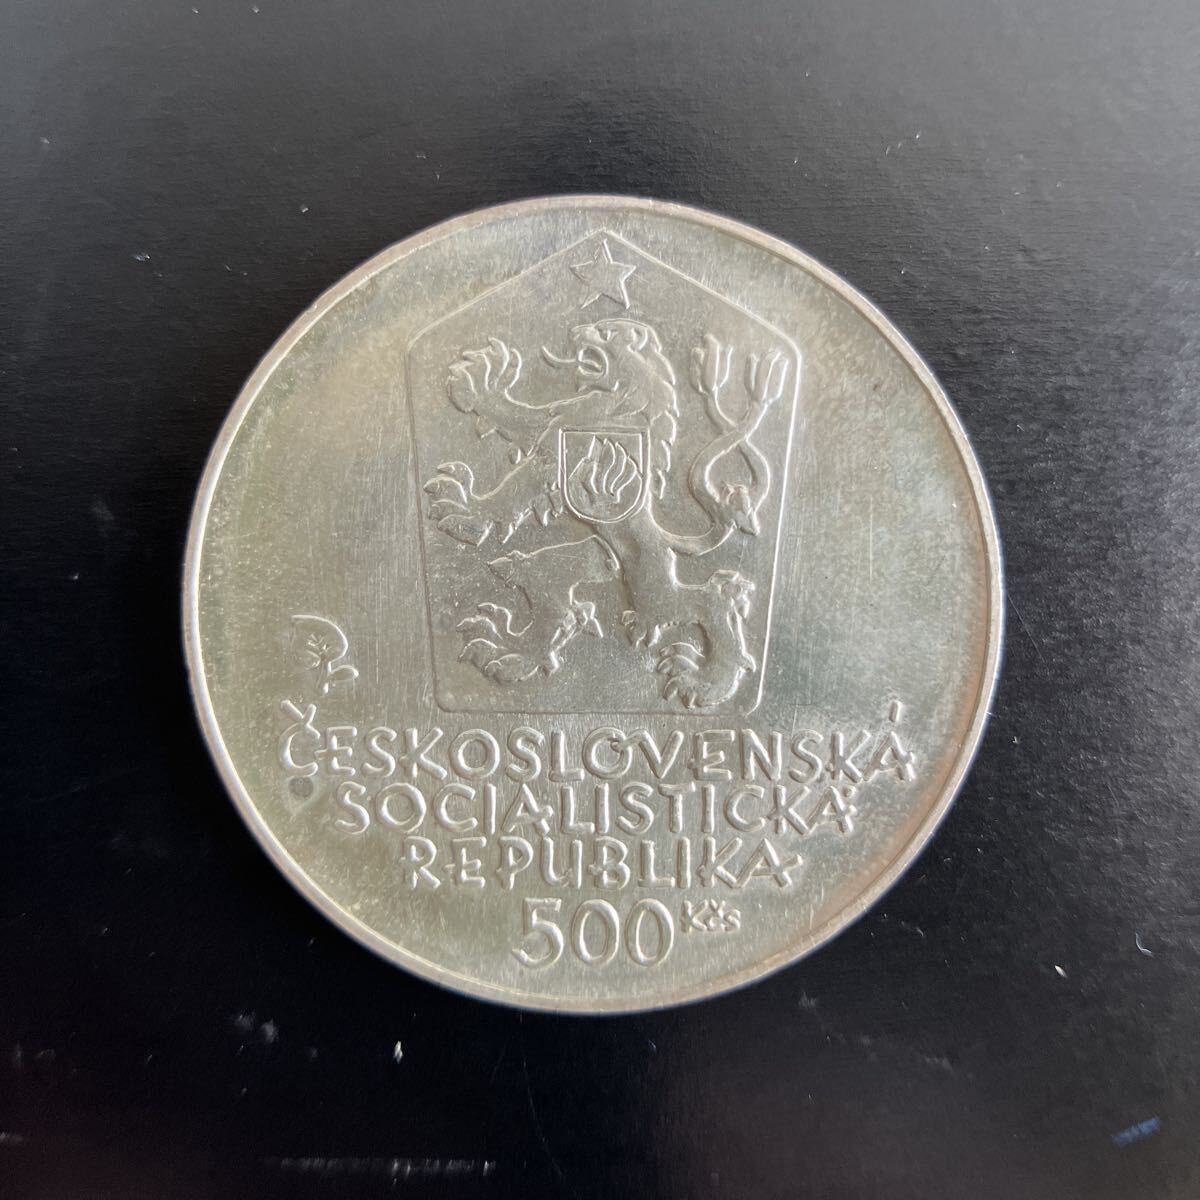 ČESKOSLOVENSKÁ
SOCIALISTICKÁ
REPUBLIKA
500 Kčs